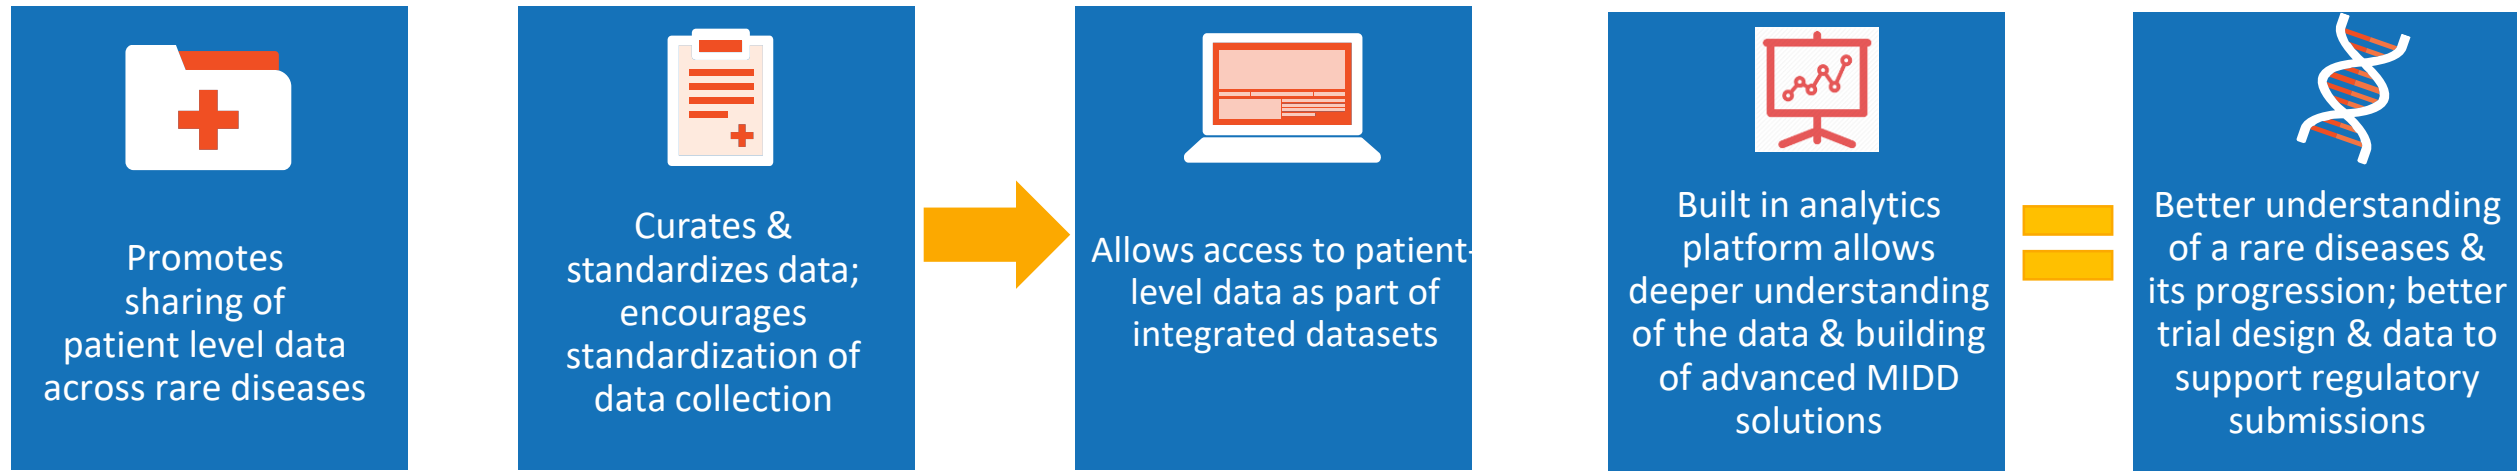 Promotes
sharing of
patient level data
across rare diseases
Curates &
standardizes data;
encourages
standardization of
data collection
Allows access to patient-
level data as part of
integrated datasets
Built in analytics
platform allows
deeper understanding
of the data & building
of advanced MIDD
solutions
Better understanding
of a rare diseases &
its progression; better
trial design & data to
support regulatory
submissions